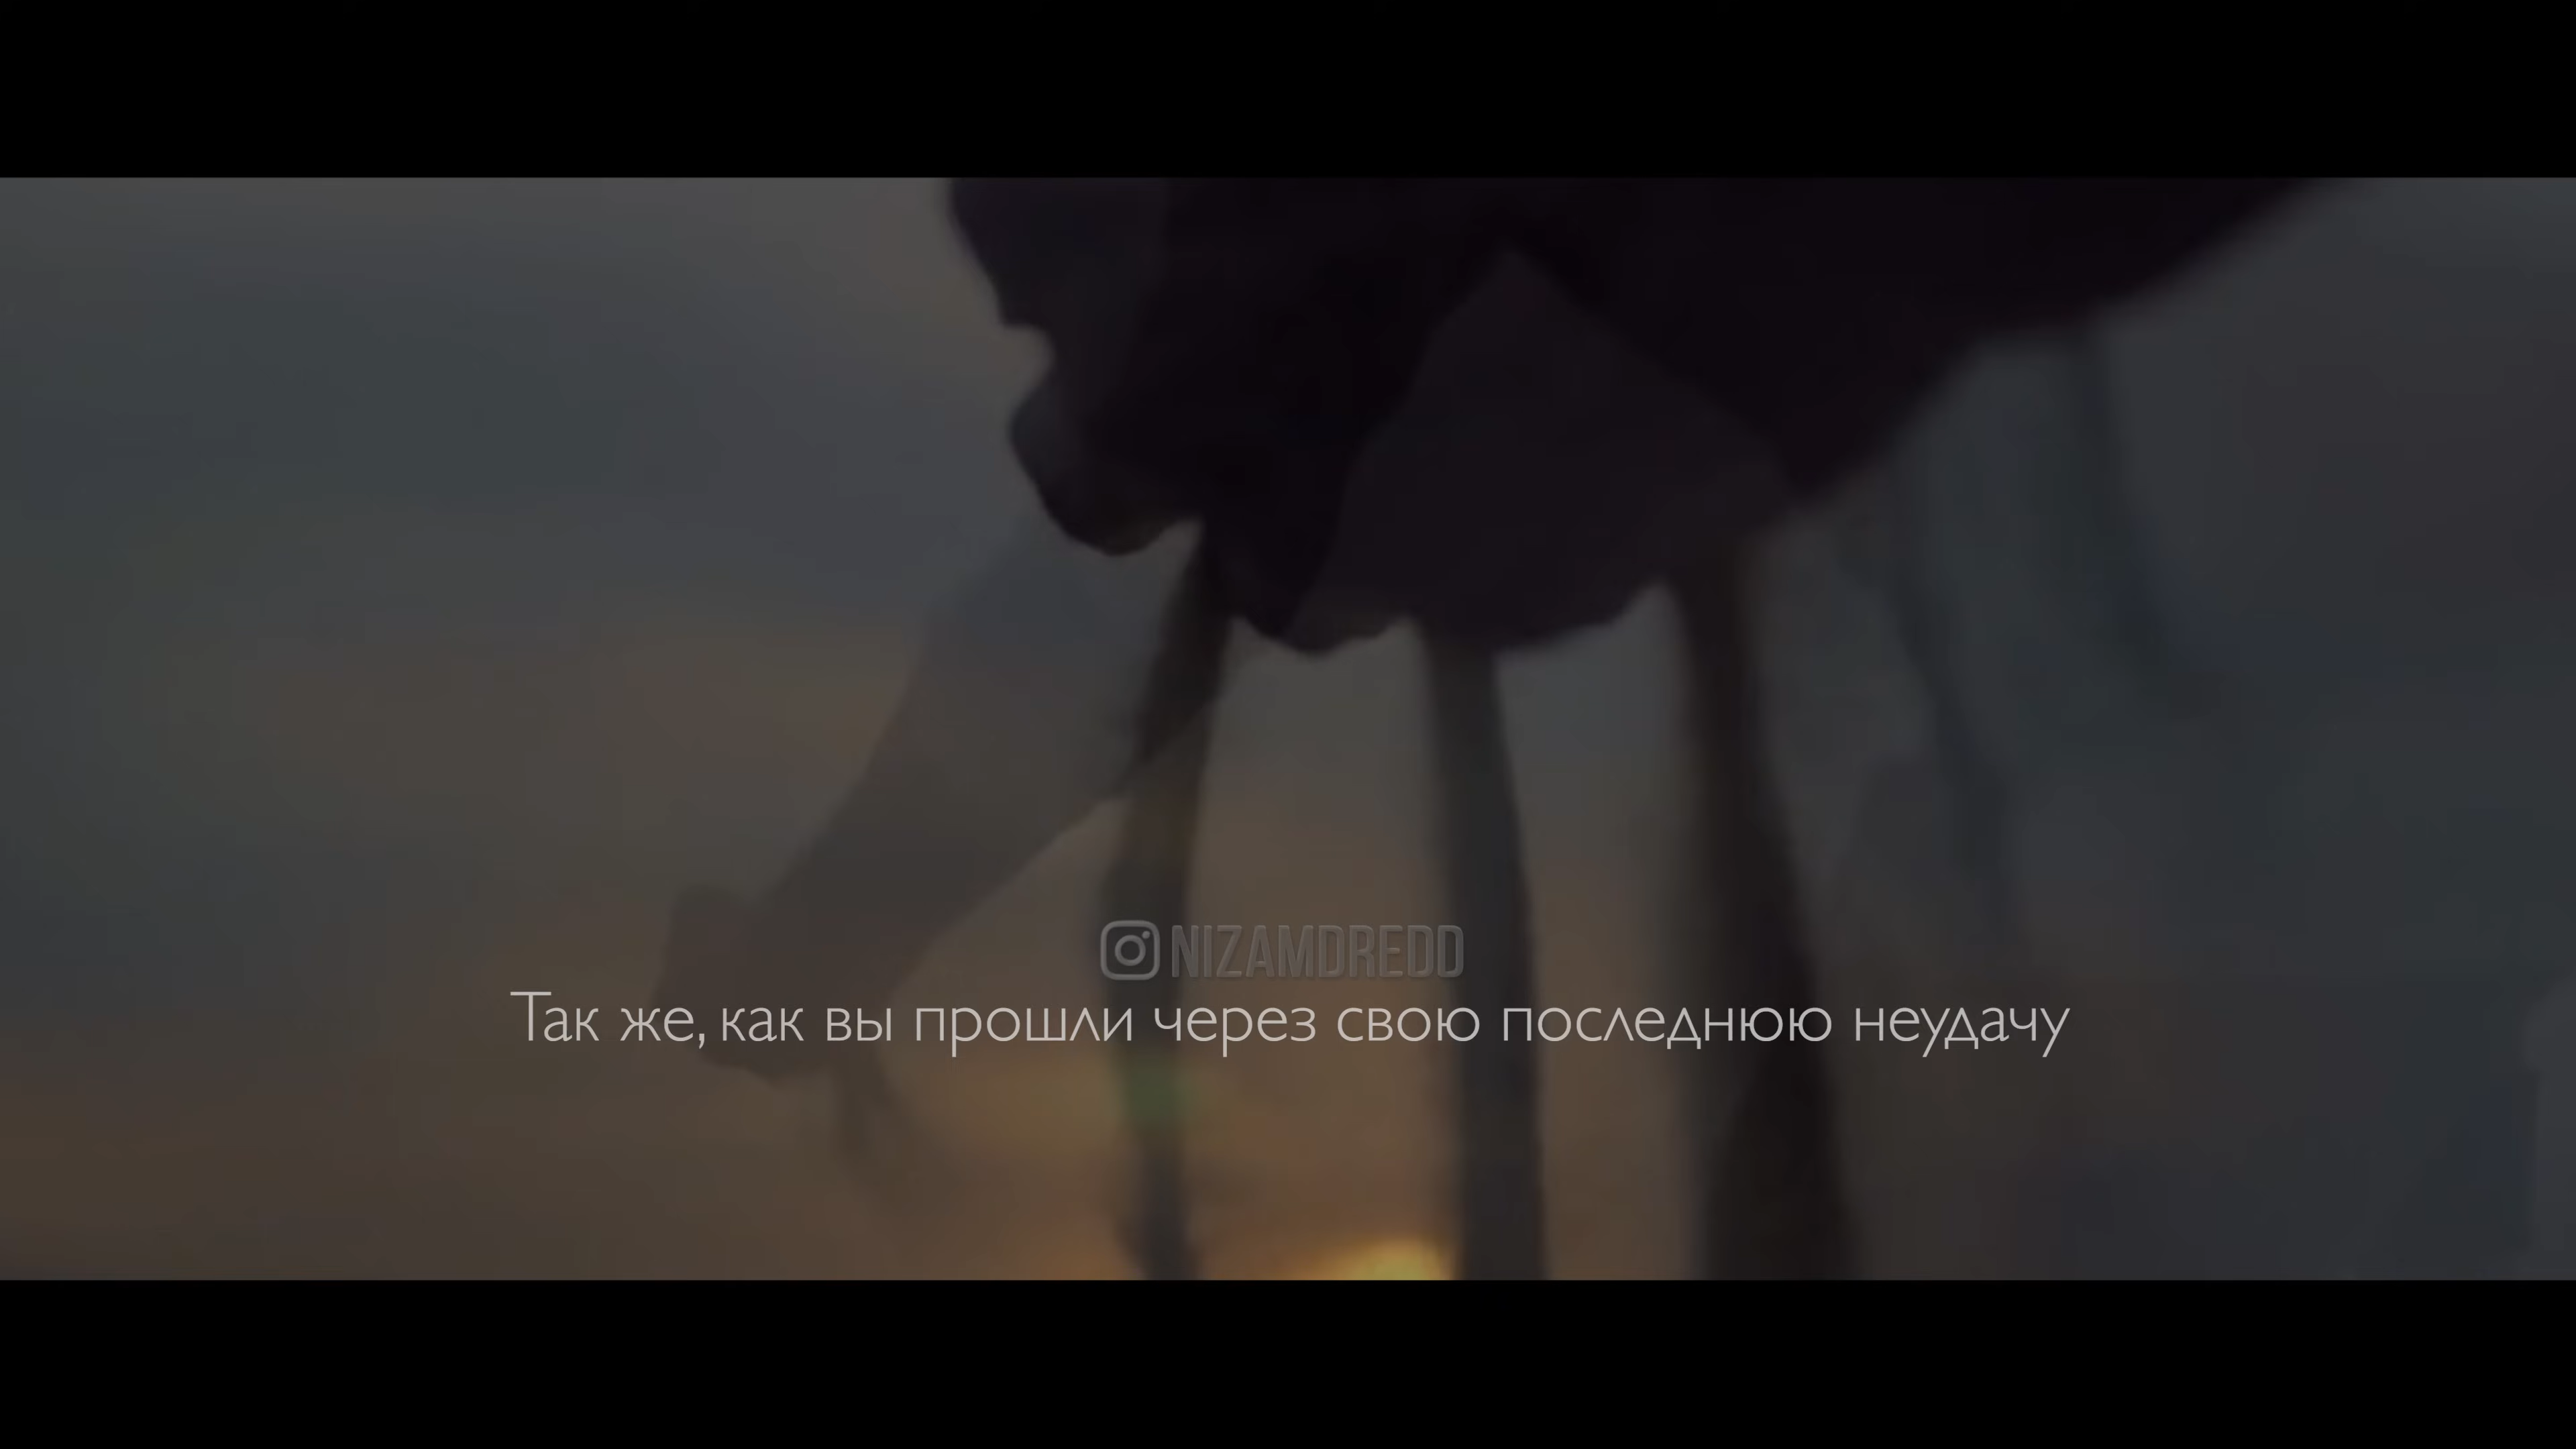 NIZAMDREDD
Так же, как вы прошли через свою последнюю неудачу